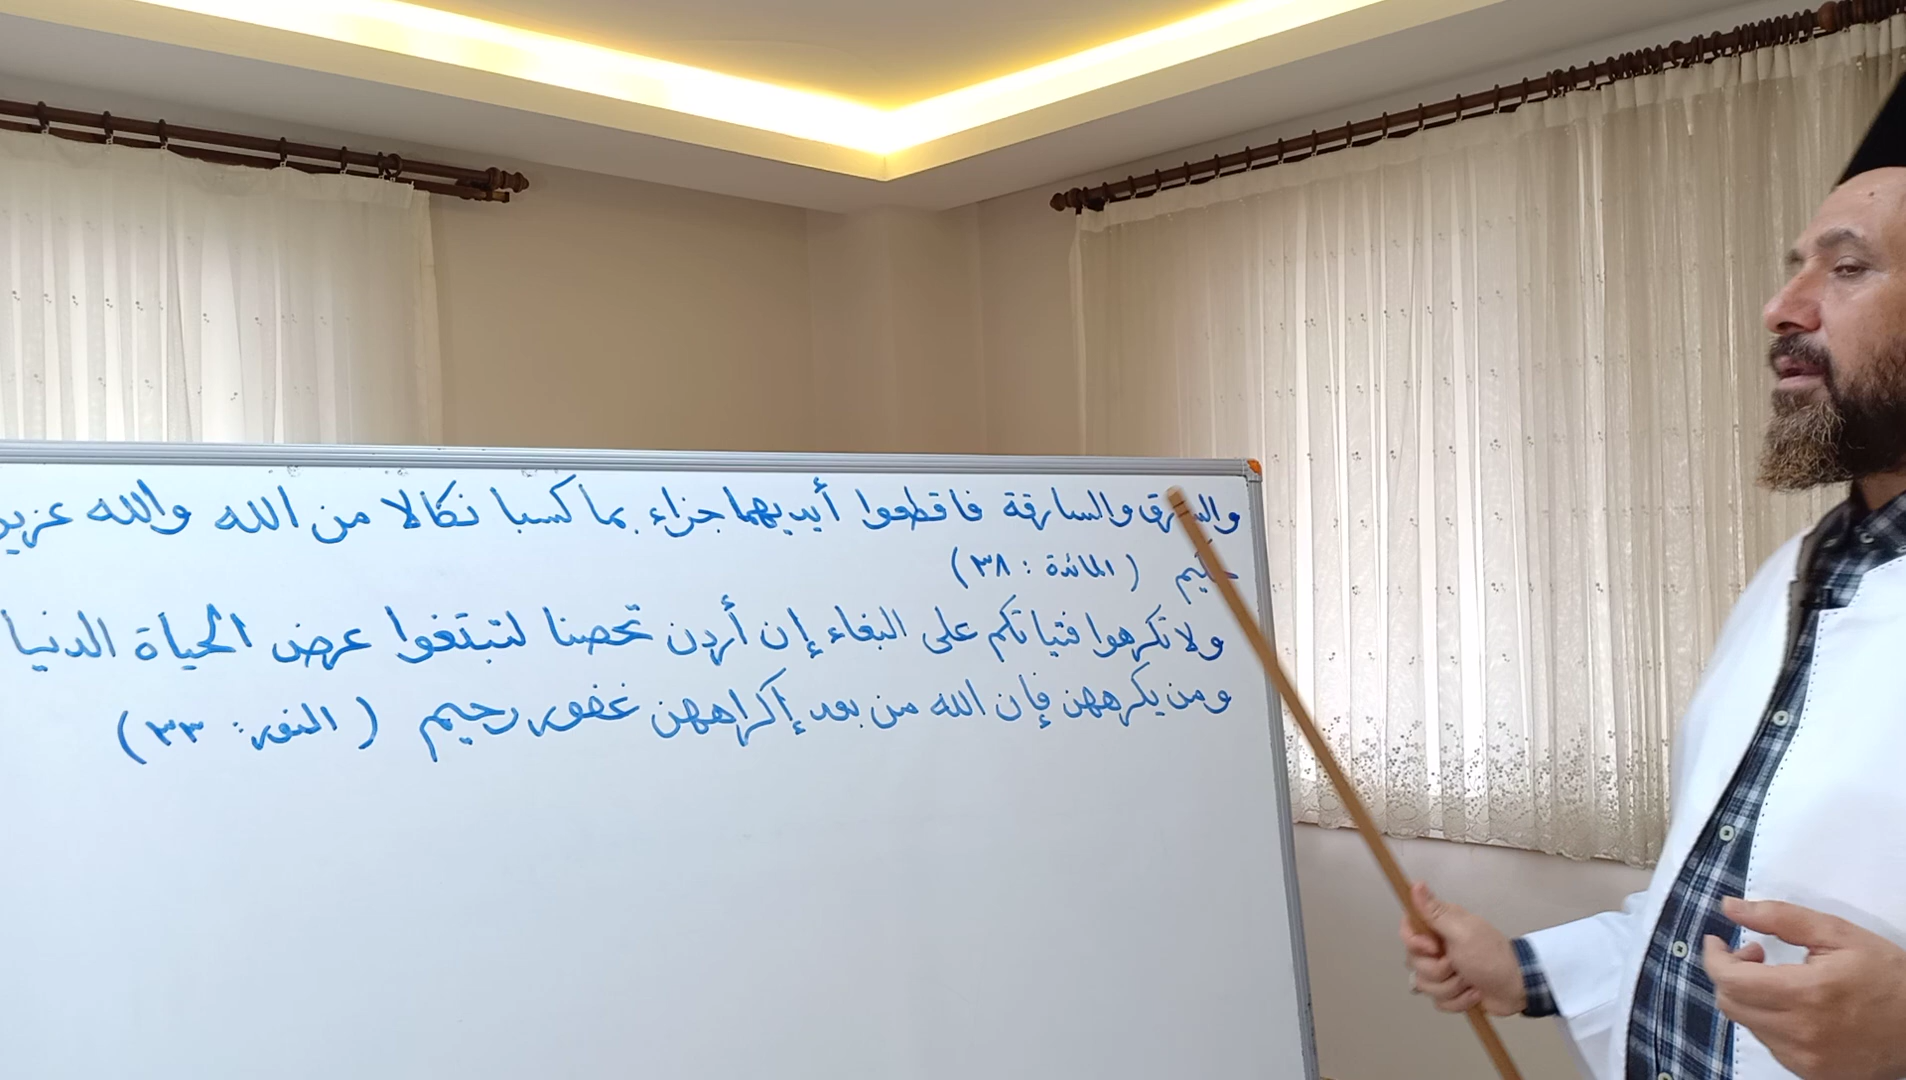 والسارق والسارقة فاقطعوا أيديهما جزاء بما كسبا نكالا من الله والله عزيز
حكيم (المائدة : ٣٨)
ولا تكرهوا فتياتكم على البغاء إن أردن تحصنا لتبتغوا عرض الحياة الدنيا
ومن يكرههن فإن الله من بعد إكراههن غفور رحيم (النور : ٣٣)